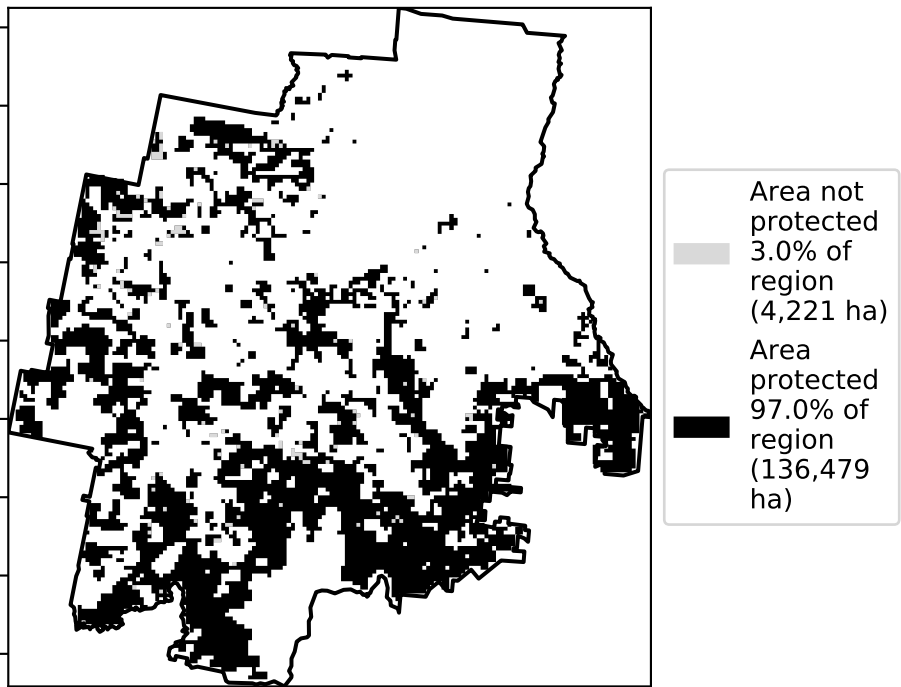 Area not
protected
3.0% of
region
(4,221 ha)
Area
protected
97.0% of
region
(136,479
ha)